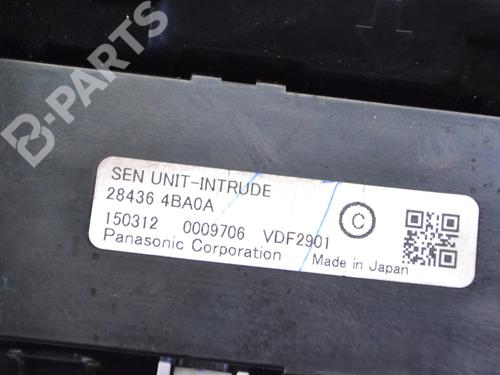 B-PARTS
SEN UNIT-INTRUDE
28436 4BA0A
150312 0009706 VDF2901
C
Panasonic Corporation Made in Japan